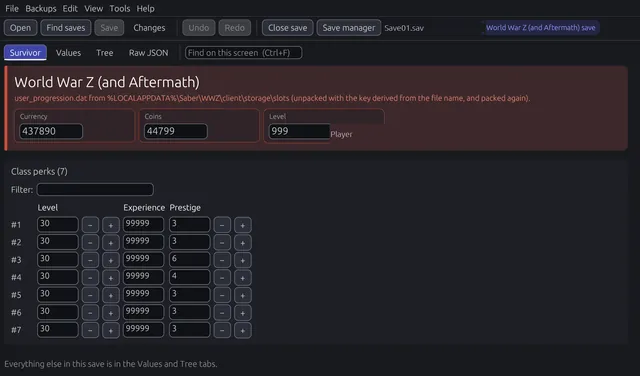 File Backups Edit View Tools Help
Open Find saves Save Changes Undo Redo Close save Save manager Save01.sav World War Z (and Aftermath) save
Survivor Values Tree Raw JSON Find on this screen (Ctrl+F)
World War Z (and Aftermath)
user_progression.dat from %LOCALAPPDATA%\Saber\WWZ\client\storage\slots (unpacked with the key derived from the file name, and packed again).
Currency Coins Level
437890 44799 999 Player
Class perks (7)
Filter:
Level Experience Prestige
#1 30 − + 99999 3 − +
#2 30 − + 99999 3 − +
#3 30 − + 99999 6 − +
#4 30 − + 99999 4 − +
#5 30 − + 99999 3 − +
#6 30 − + 99999 3 − +
#7 30 − + 99999 3 − +
Everything else in this save is in the Values and Tree tabs.